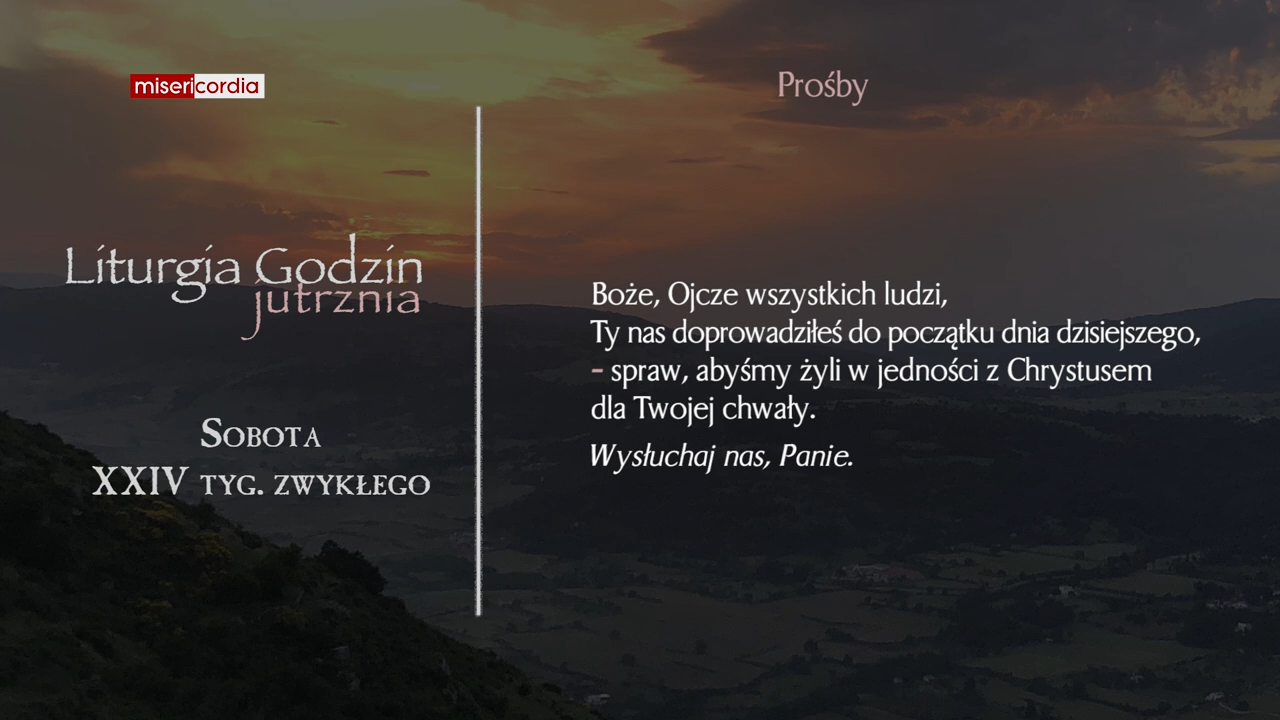 misericordia
Liturgia Godzin
jutrznia
Sobota
XXIV tyg. zwykłego
Prośby
Boże, Ojcze wszystkich ludzi,
Ty nas doprowadziłeś do początku dnia dzisiejszego,
- spraw, abyśmy żyli w jedności z Chrystusem
dla Twojej chwały.
Wysłuchaj nas, Panie.